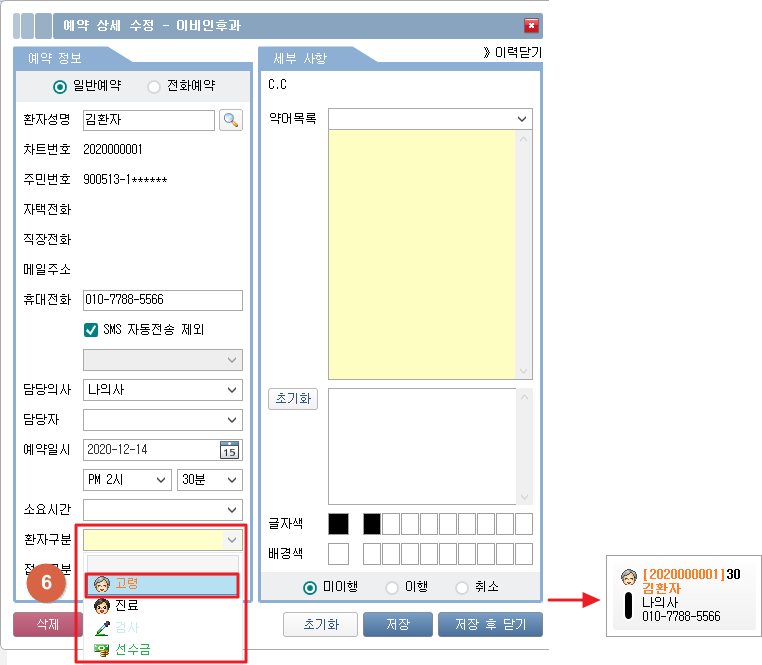 예약 상세 수정 - 이비인후과
예약 정보
일반예약 전화예약
환자성명 김환자
차트번호 2020000001
주민번호 900513-1******
자택전화
직장전화
메일주소
휴대전화 010-7788-5566
SMS 자동전송 제외
담당의사 나의사
담당자
예약일시 2020-12-14 15
PM 2시 30분
소요시간
환자구분
6
고령
진료
검사
선수금
삭제
세부 사항
》이력닫기
C.C
약어목록
초기화
글자색
배경색
미이행 이행 취소
초기화 저장 저장 후 닫기
[2020000001]30
김환자
나의사
010-7788-5566